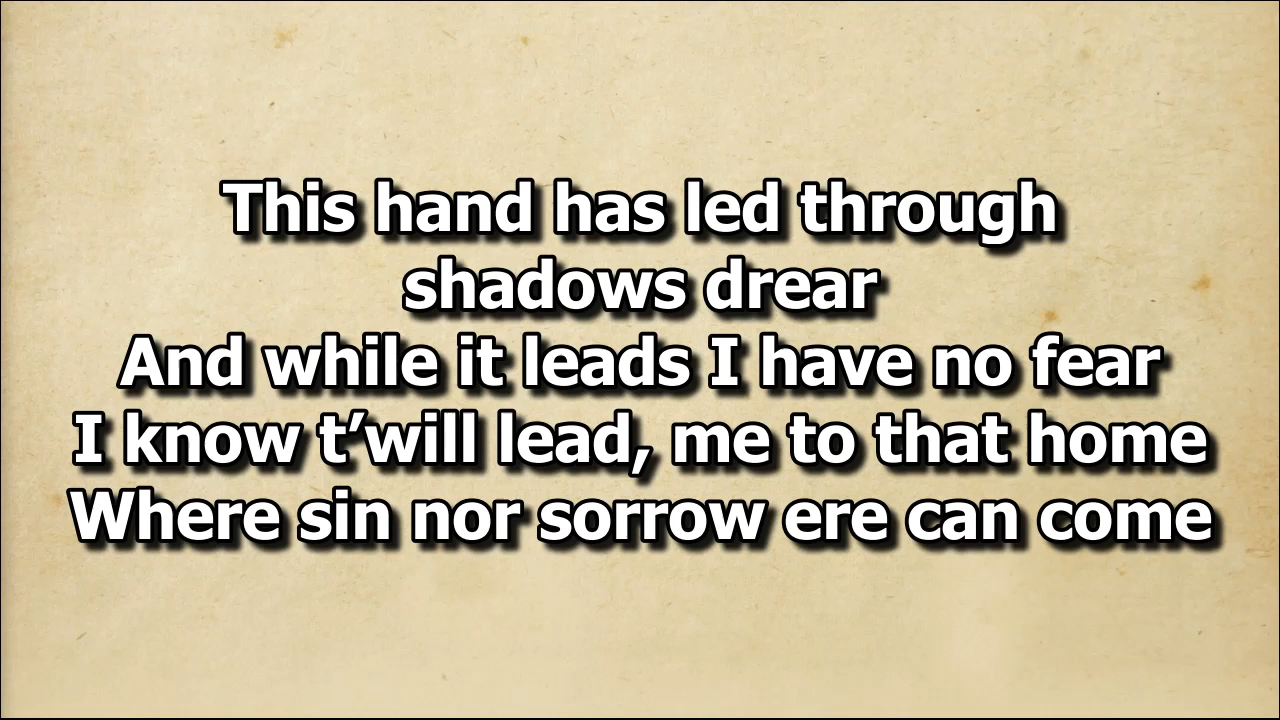 This hand has led through
shadows drear
And while it leads I have no fear
I know t’will lead, me to that home
Where sin nor sorrow ere can come